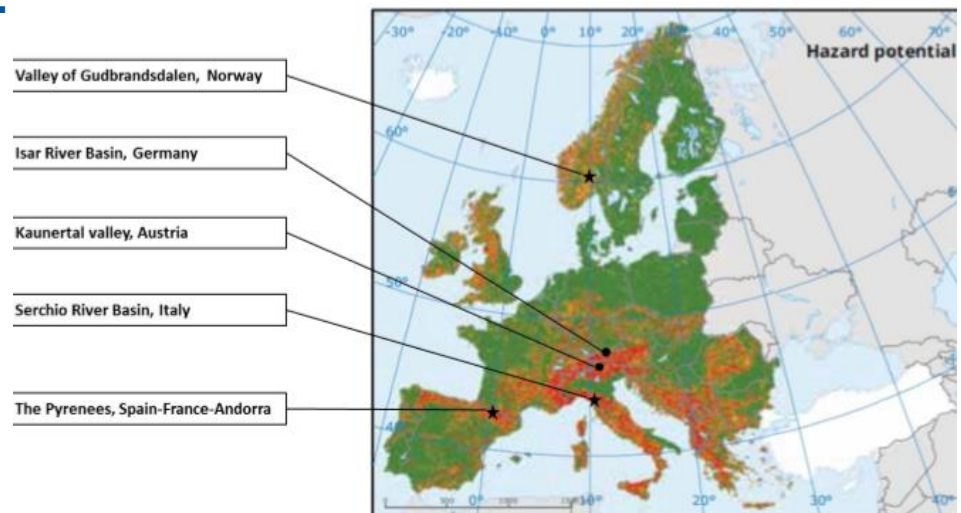 -30° -20° -10° 0° 10° 20° 30° 40° 50° 60° 70°
Hazard potential
Valley of Gudbrandsdalen, Norway
60°
Isar River Basin, Germany
Kaunertal valley, Austria
50°
Serchio River Basin, Italy
The Pyrenees, Spain-France-Andorra
40°
0° 10° 20° 30° 40°